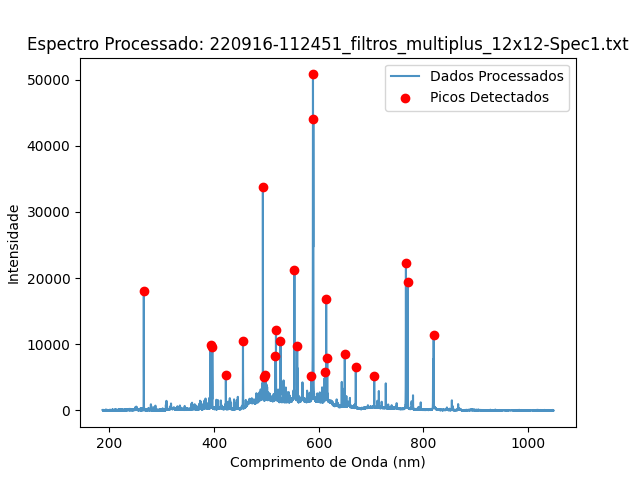 Espectro Processado: 220916-112451_filtros_multiplus_12x12-Spec1.txt
Dados Processados
Picos Detectados
Intensidade
50000
40000
30000
20000
10000
0
200 400 600 800 1000
Comprimento de Onda (nm)